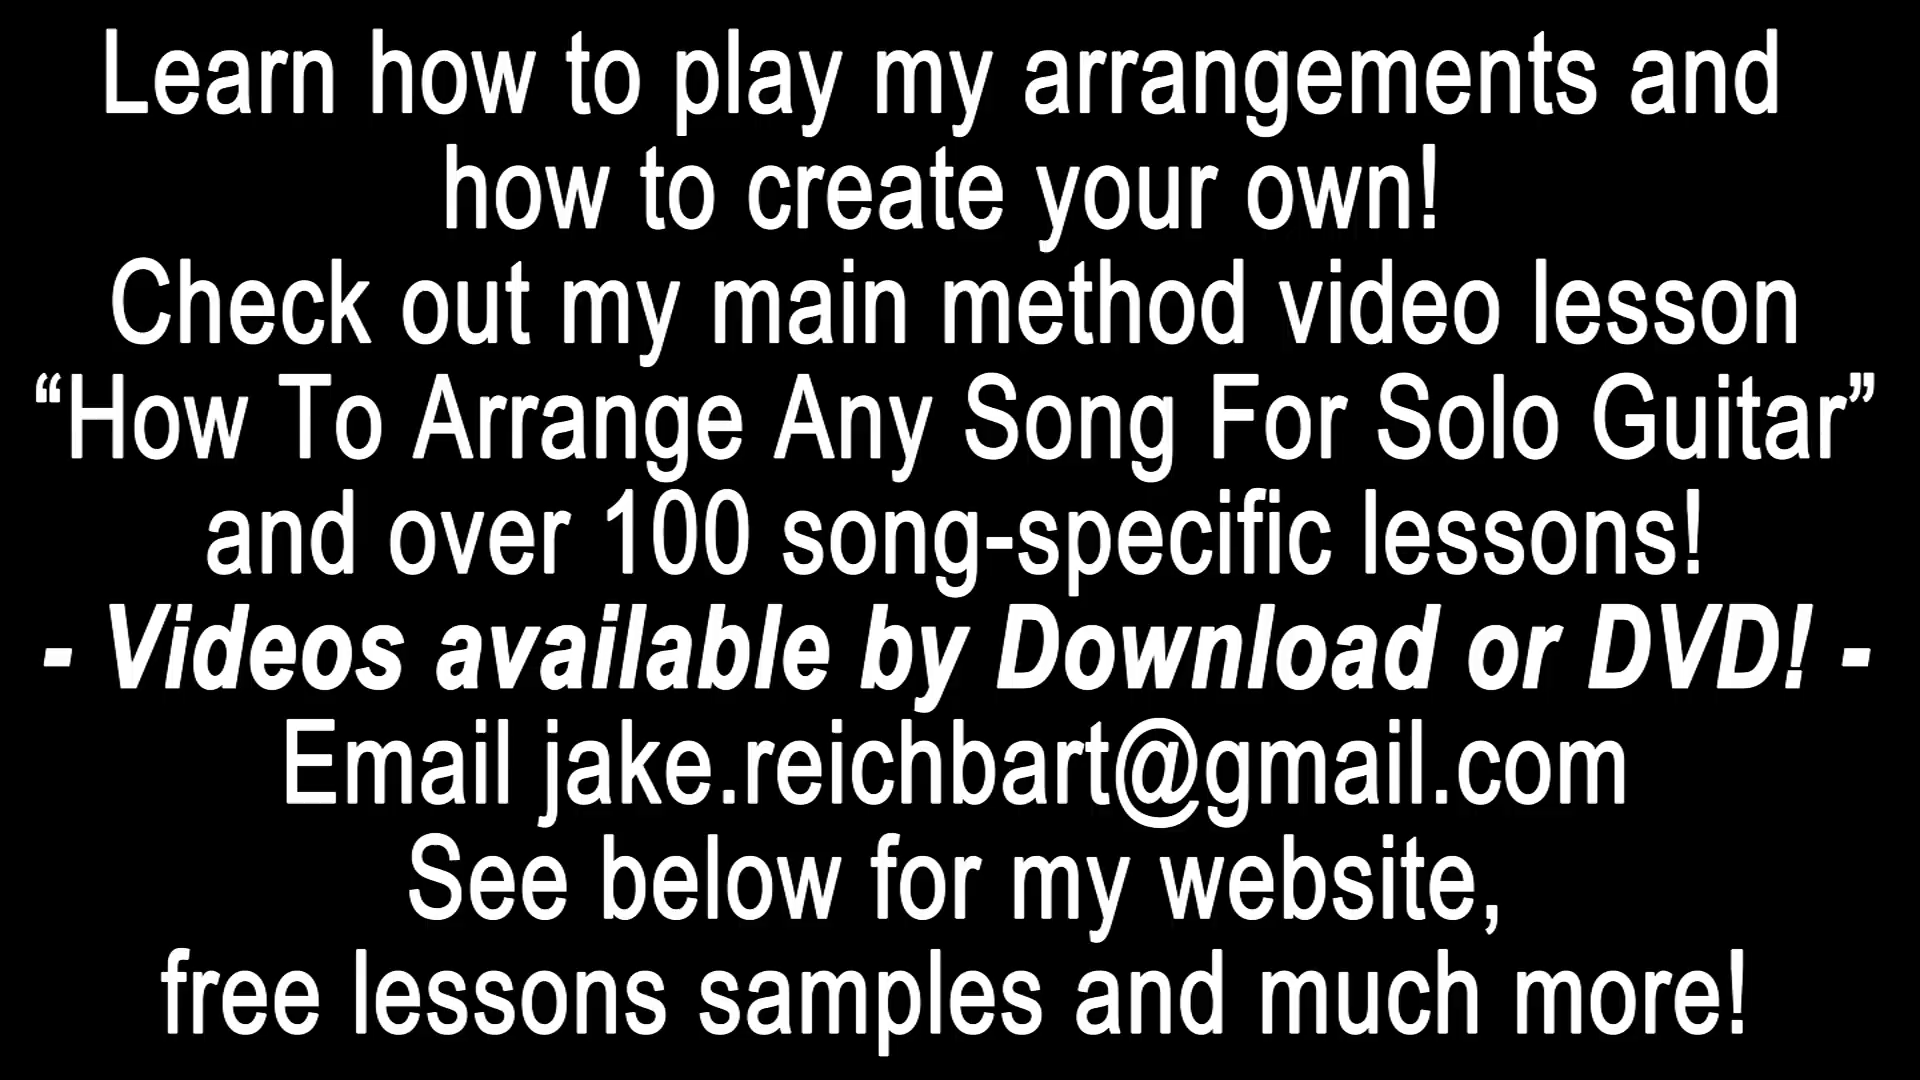 Learn how to play my arrangements and
how to create your own!
Check out my main method video lesson
“How To Arrange Any Song For Solo Guitar”
and over 100 song-specific lessons!
- Videos available by Download or DVD! -
Email jake.reichbart@gmail.com
See below for my website,
free lessons samples and much more!